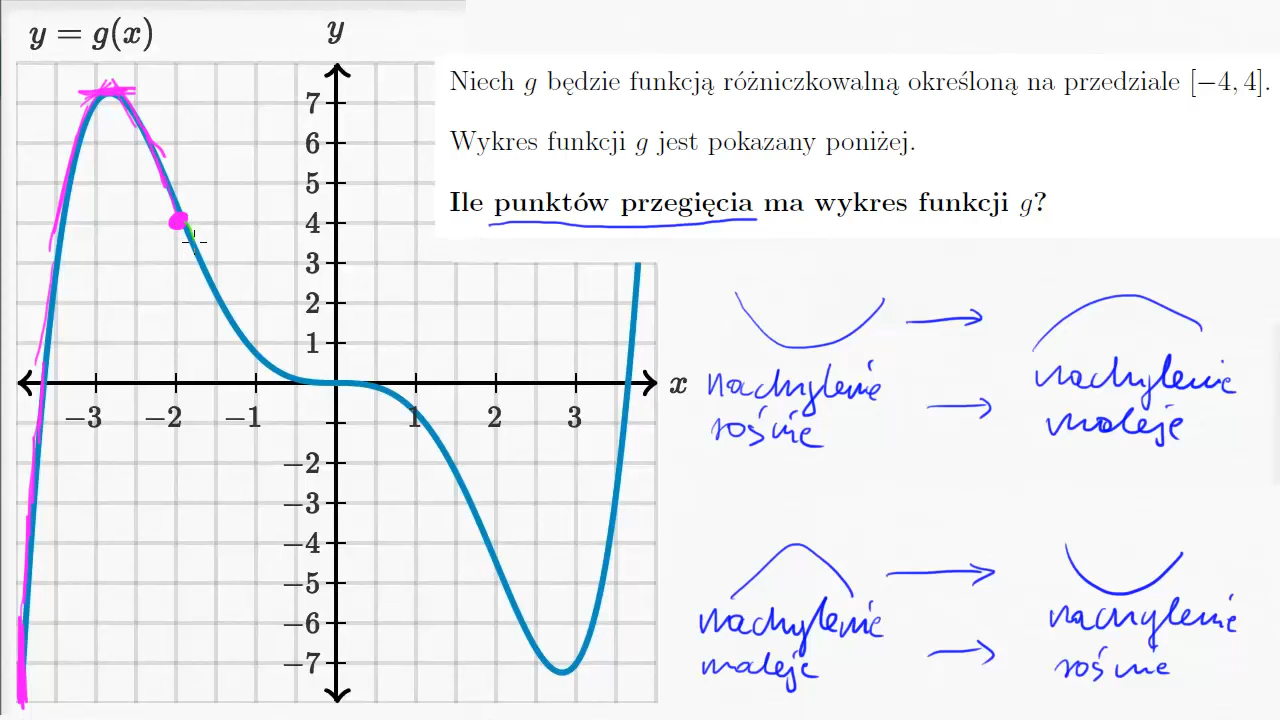 y = g(x)
y
Niech g będzie funkcją różniczkowalną określoną na przedziale [−4, 4].
Wykres funkcji g jest pokazany poniżej.
Ile punktów przegięcia ma wykres funkcji g?
7
6
5
4
3
2
1
x
−3 −2 −1 1 2 3
−2
−3
−4
−5
−6
−7
nachylenie → nachylenie
rośnie → maleje
nachylenie → nachylenie
maleje → rośnie